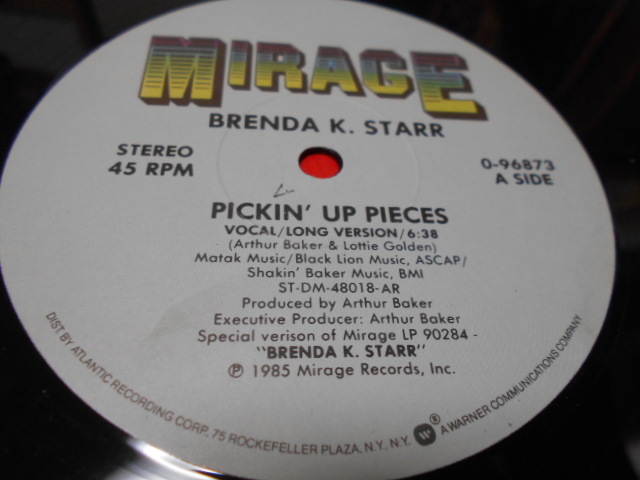 MIRAGE
BRENDA K. STARR
STEREO
45 RPM
0-96873
A SIDE
PICKIN' UP PIECES
VOCAL/LONG VERSION/6:38
(Arthur Baker & Lottie Golden)
Matak Music/Black Lion Music, ASCAP/
Shakin' Baker Music, BMI
ST-DM-48018-AR
Produced by Arthur Baker
Executive Producer: Arthur Baker
Special verison of Mirage LP 90284 -
"BRENDA K. STARR"
℗ 1985 Mirage Records, Inc.
DIST. BY ATLANTIC RECORDING CORP. 75 ROCKEFELLER PLAZA, N.Y., N.Y. W ® A WARNER COMMUNICATIONS COMPANY